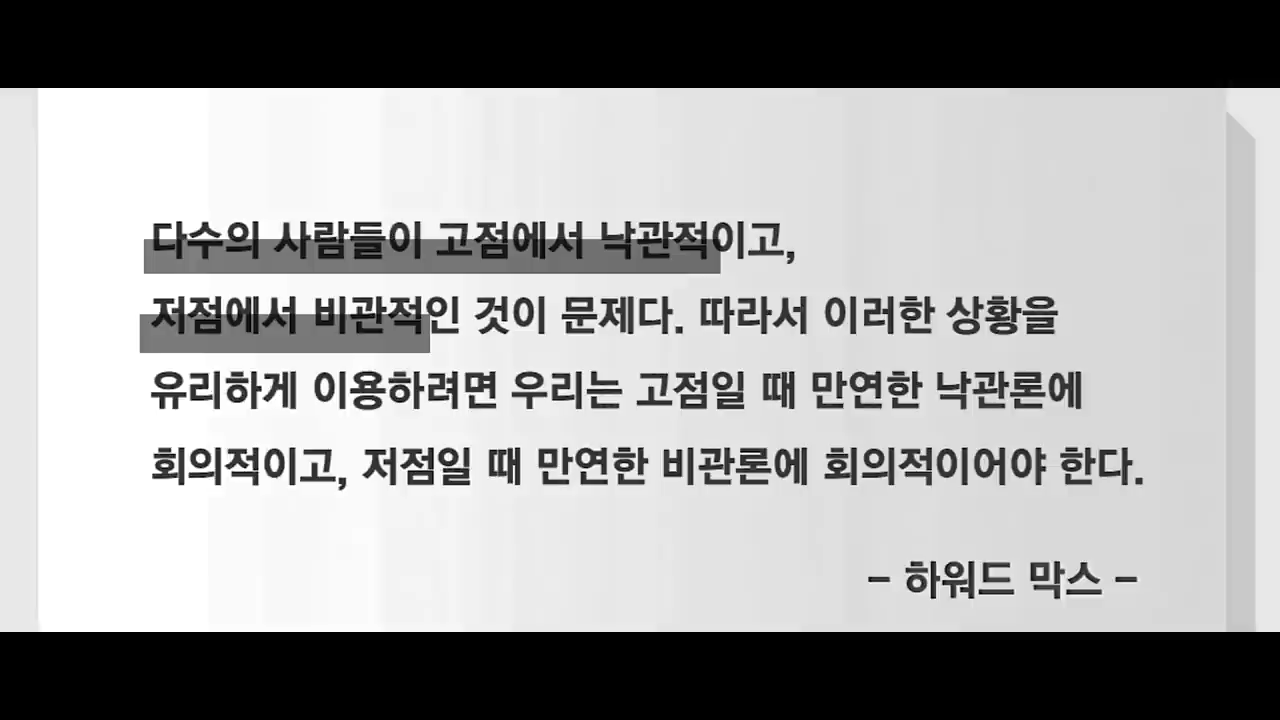 다수의 사람들이 고점에서 낙관적이고,
저점에서 비관적인 것이 문제다. 따라서 이러한 상황을
유리하게 이용하려면 우리는 고점일 때 만연한 낙관론에
회의적이고, 저점일 때 만연한 비관론에 회의적이어야 한다.
- 하워드 막스 -